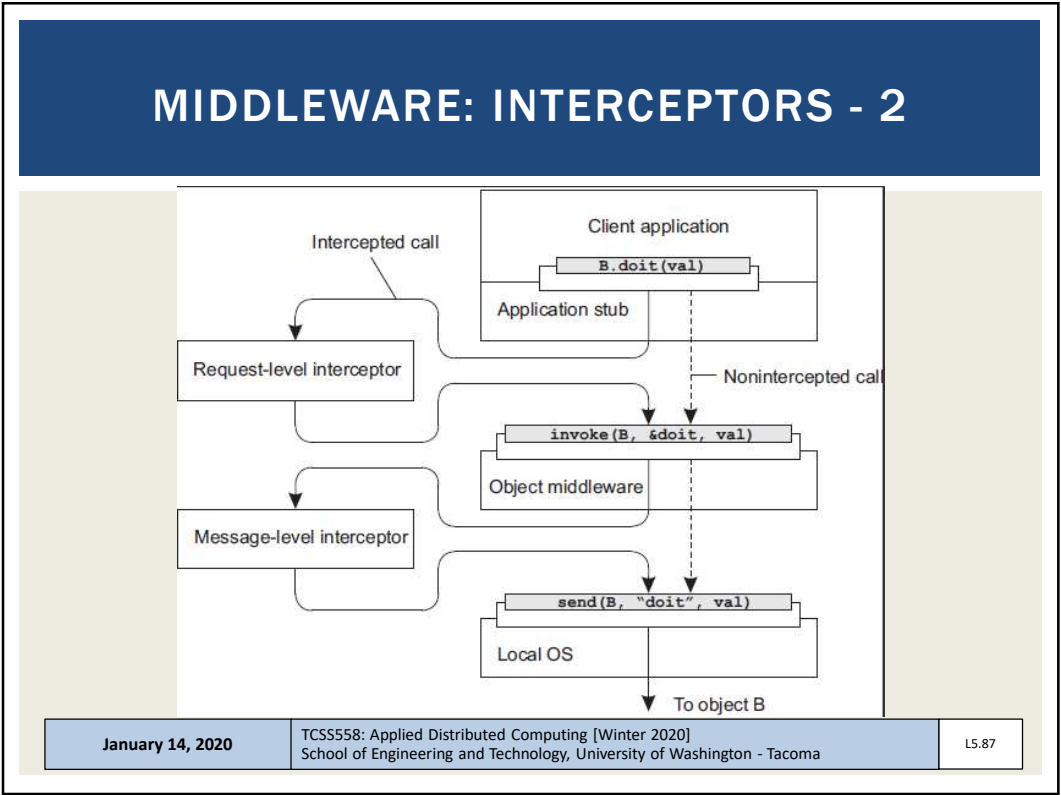 MIDDLEWARE: INTERCEPTORS - 2
Client application
Intercepted call
B.doit(val)
Application stub
Request-level interceptor
Nonintercepted call
invoke(B, &doit, val)
Object middleware
Message-level interceptor
send(B, "doit", val)
Local OS
To object B
January 14, 2020
TCSS558: Applied Distributed Computing [Winter 2020]
School of Engineering and Technology, University of Washington - Tacoma
L5.87